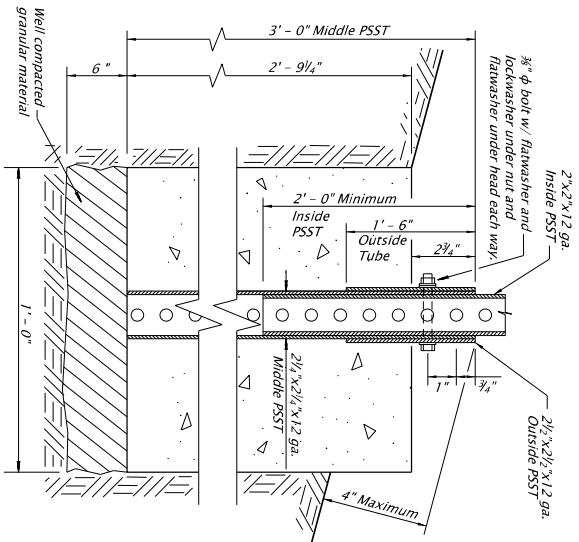 3' - 0" Middle PSST
6"
2' - 9¼"
Well compacted
granular material
⅜" ϕ bolt w/ flatwasher and
lockwasher under nut and
flatwasher under head each way.
2"x2"x12 ga.
Inside PSST
2' - 0" Minimum
Inside
PSST
1' - 6"
Outside
Tube
2¾"
1' - 0"
2¼"x2¼"x12 ga.
Middle PSST
1"
¾"
2½"x2½"x12 ga.
Outside PSST
4" Maximum